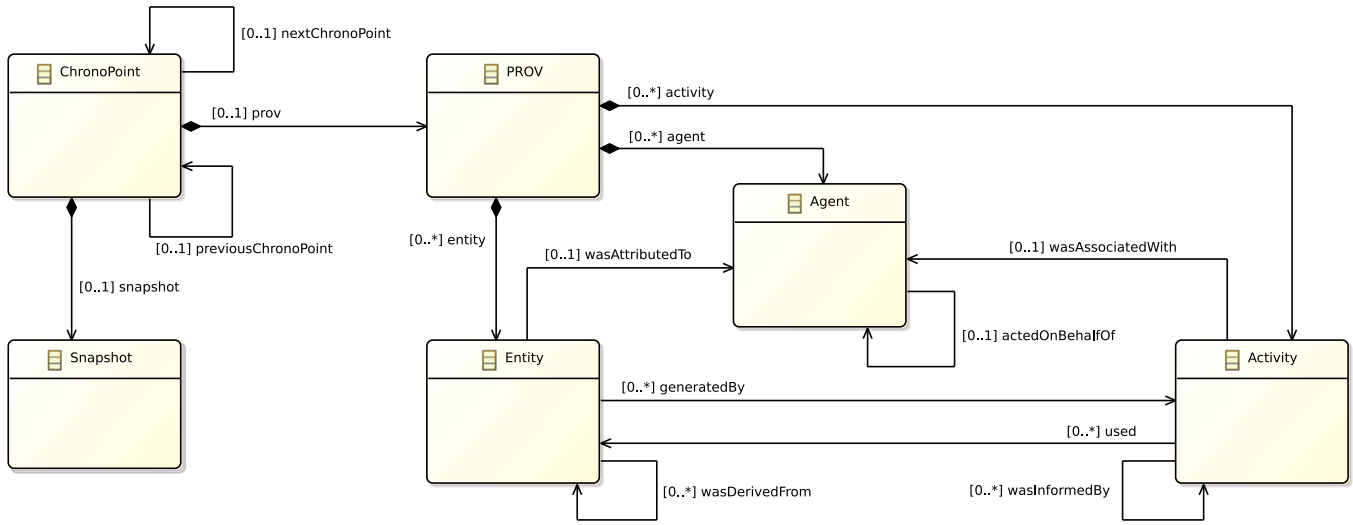 [0..1] nextChronoPoint
ChronoPoint
PROV
[0..*] activity
[0..1] prov
[0..*] agent
Agent
[0..*] entity
[0..1] previousChronoPoint
[0..1] wasAttributedTo
[0..1] wasAssociatedWith
[0..1] snapshot
[0..1] actedOnBehalfOf
Snapshot
Entity
Activity
[0..*] generatedBy
[0..*] used
[0..*] wasDerivedFrom
[0..*] wasInformedBy